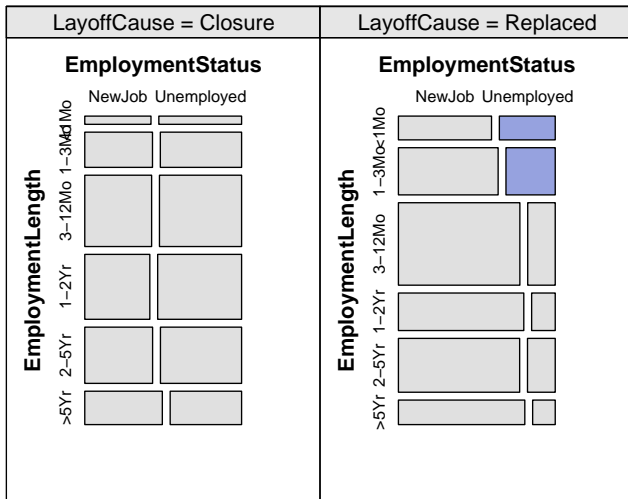 LayoffCause = Closure
EmploymentStatus
NewJob Unemployed
EmploymentLength
<1Mo
1−3Mo
3−12Mo
1−2Yr
2−5Yr
>5Yr
LayoffCause = Replaced
EmploymentStatus
NewJob Unemployed
EmploymentLength
<1Mo
1−3Mo
3−12Mo
1−2Yr
2−5Yr
>5Yr